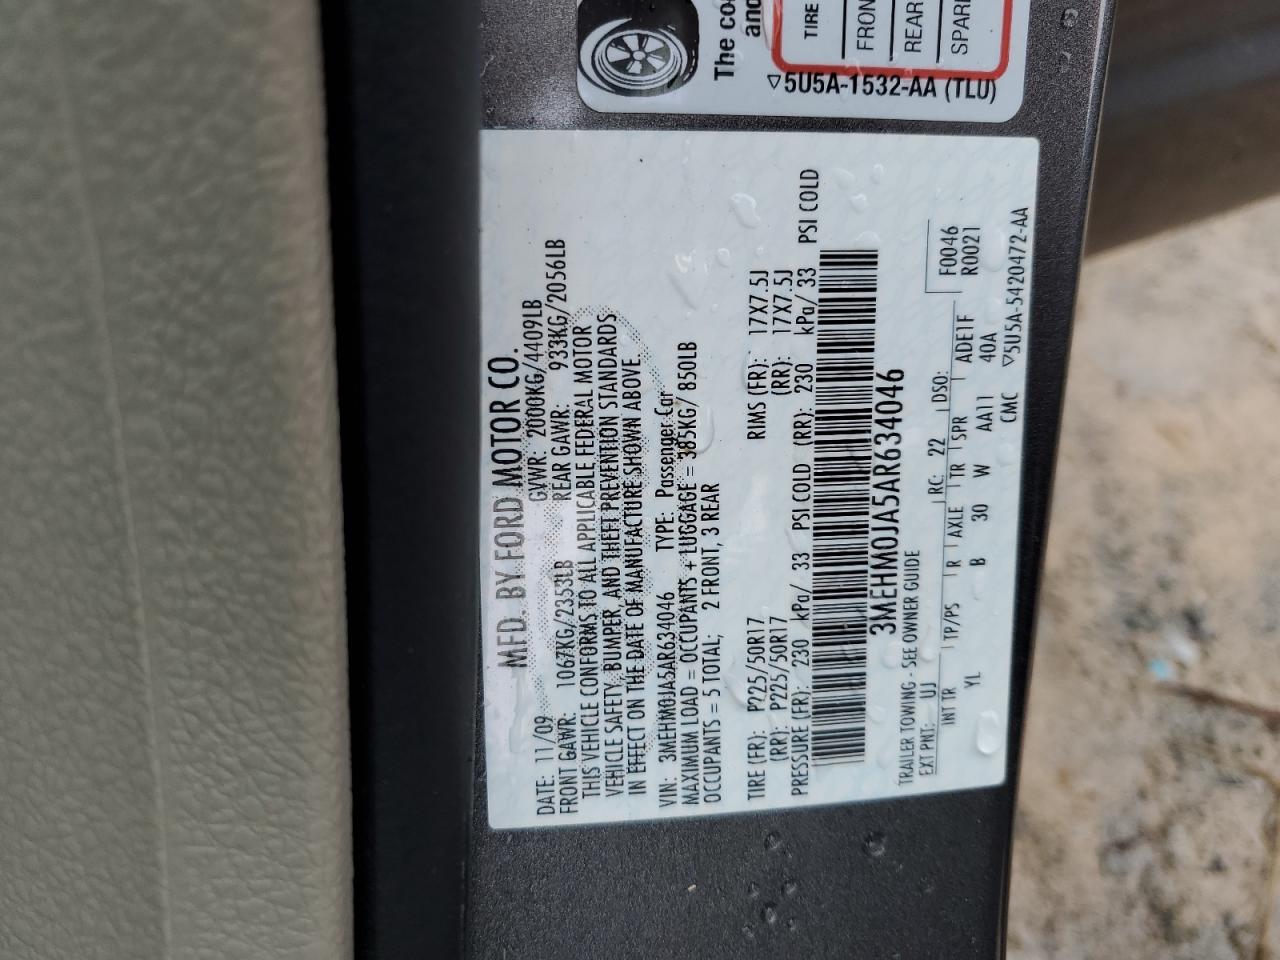 The co
and
TIRE
FRON
REAR
SPAR
▽5U5A-1532-AA (TLU)
MFD. BY FORD MOTOR CO.
DATE: 11/09 GVWR: 2000KG/4409LB
FRONT GAWR: 1067KG/2353LB REAR GAWR: 933KG/2056LB
THIS VEHICLE CONFORMS TO ALL APPLICABLE FEDERAL MOTOR
VEHICLE SAFETY, BUMPER, AND THEFT PREVENTION STANDARDS
IN EFFECT ON THE DATE OF MANUFACTURE SHOWN ABOVE.
VIN: 3MEHM0JA5AR634046 TYPE: Passenger Car
MAXIMUM LOAD = OCCUPANTS + LUGGAGE = 385KG/ 850LB
OCCUPANTS = 5 TOTAL; 2 FRONT, 3 REAR
TIRE (FR): P225/50R17 RIMS (FR): 17X7.5J
(RR): P225/50R17 (RR): 17X7.5J
PRESSURE (FR): 230 kPa/ 33 PSI COLD (RR): 230 kPa/ 33 PSI COLD
3MEHM0JA5AR634046
TRAILER TOWING - SEE OWNER GUIDE
EXT PNT: UJ RC: 22 DSO: F0046
INT TR TP/PS R AXLE TR SPR ADE1F R0021
YL B 30 W AA11 40A
CMC ▽5U5A-5420472-AA